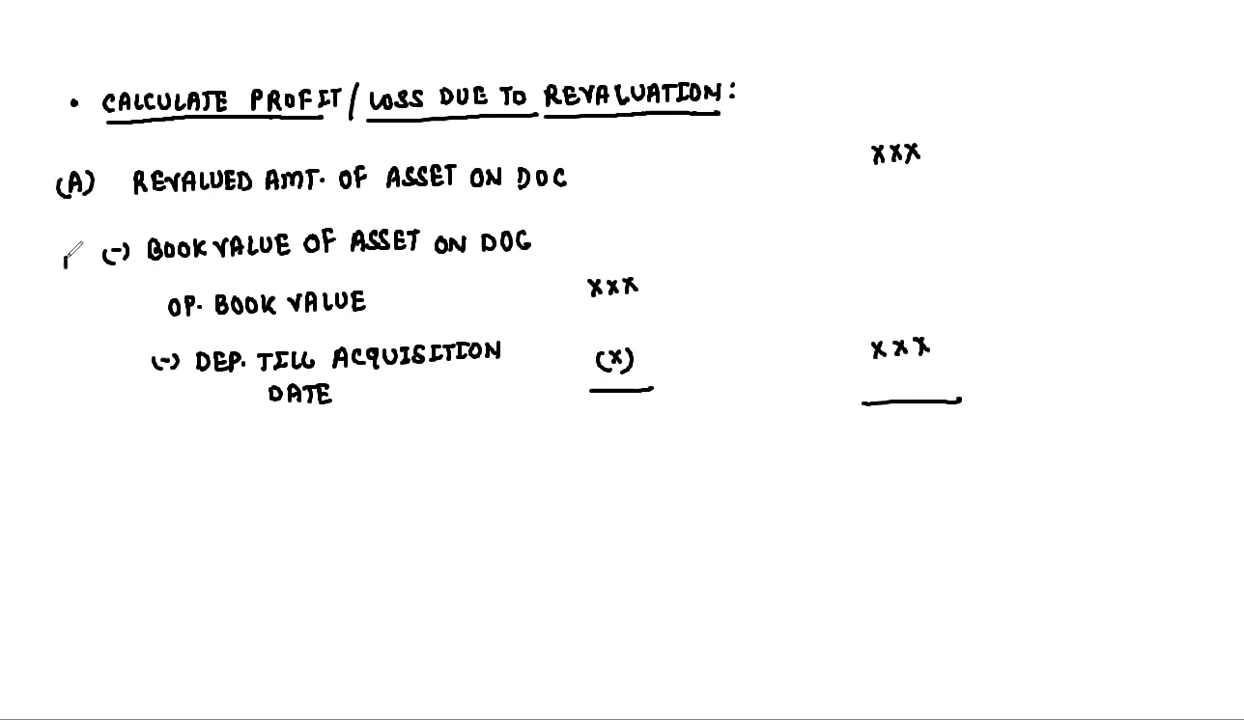 • CALCULATE PROFIT / LOSS DUE TO REVALUATION:
(A) REVALUED AMT. OF ASSET ON DOC xxx
(-) BOOK VALUE OF ASSET ON DOC
OP. BOOK VALUE xxx
(-) DEP. TILL ACQUISITION (x) xxx
DATE